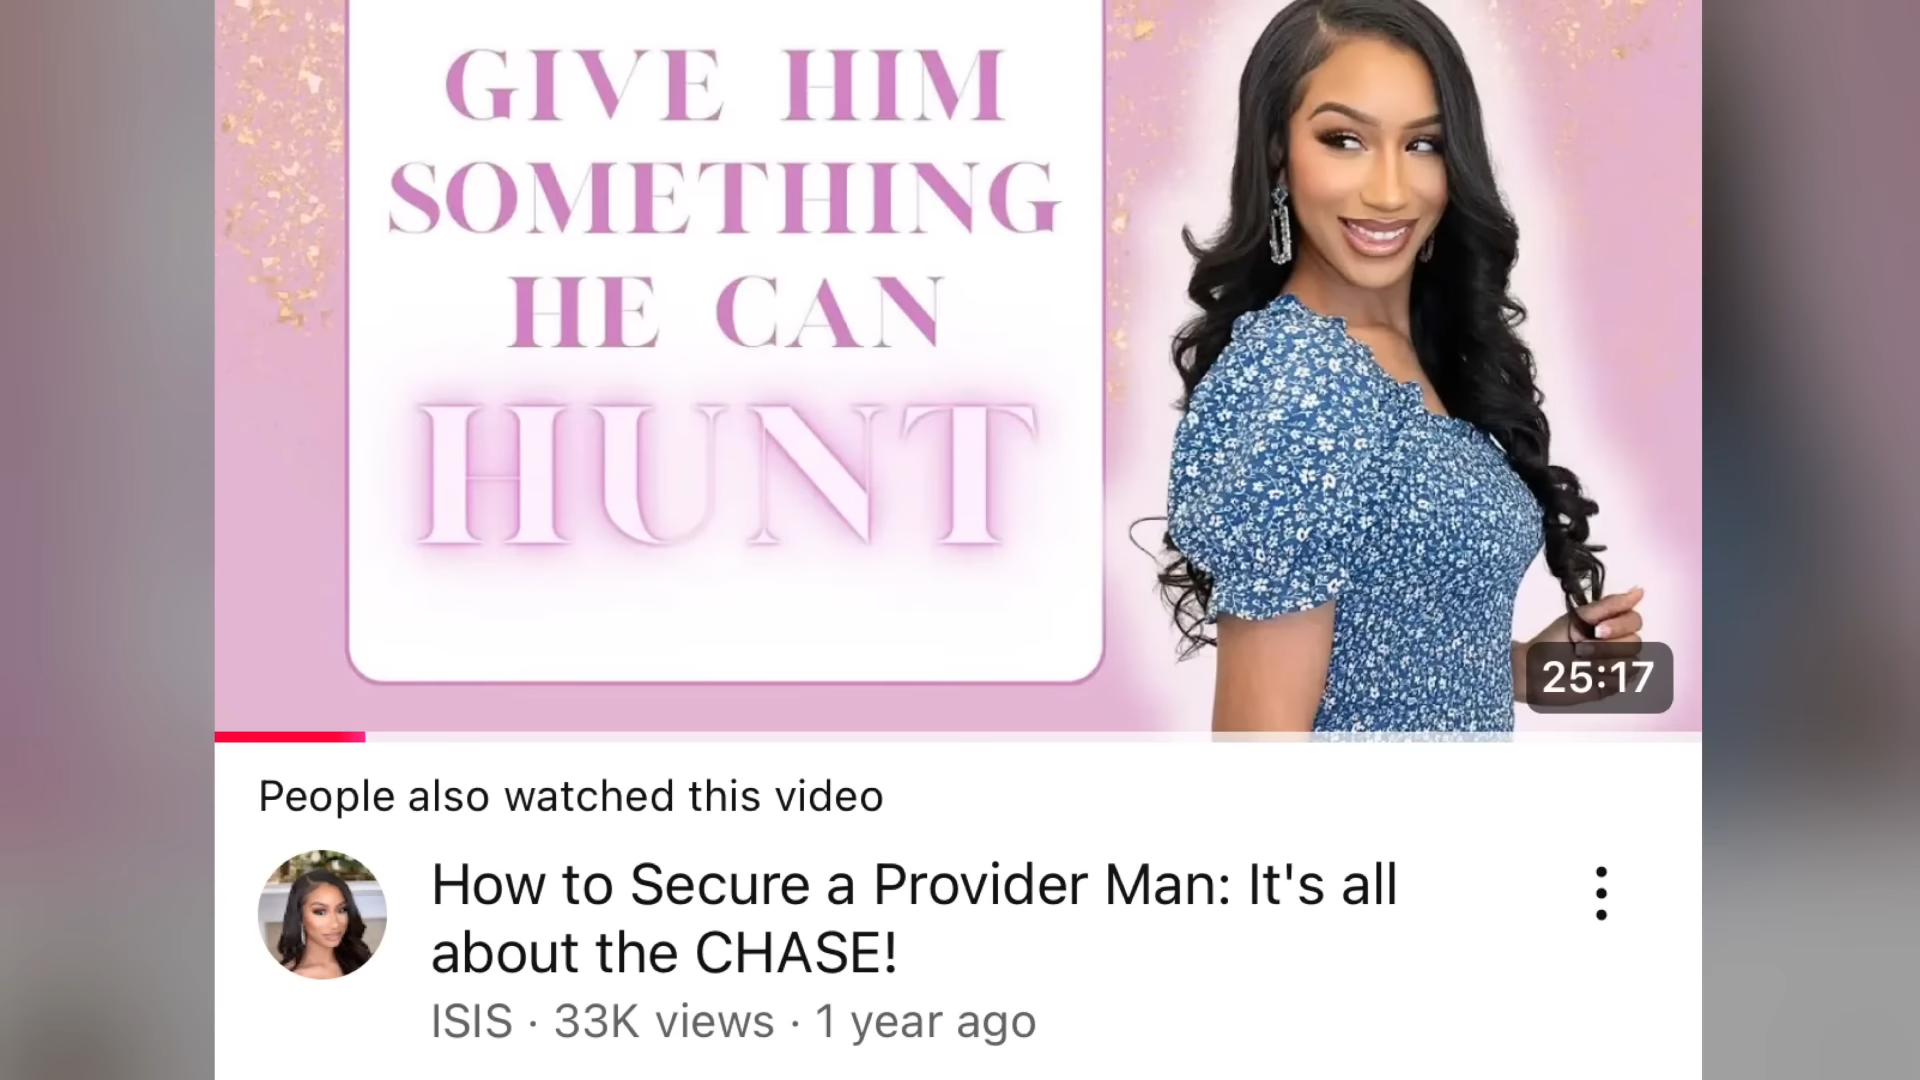 GIVE HIM
SOMETHING
HE CAN
HUNT
25:17
People also watched this video
How to Secure a Provider Man: It's all
about the CHASE!
ISIS · 33K views · 1 year ago